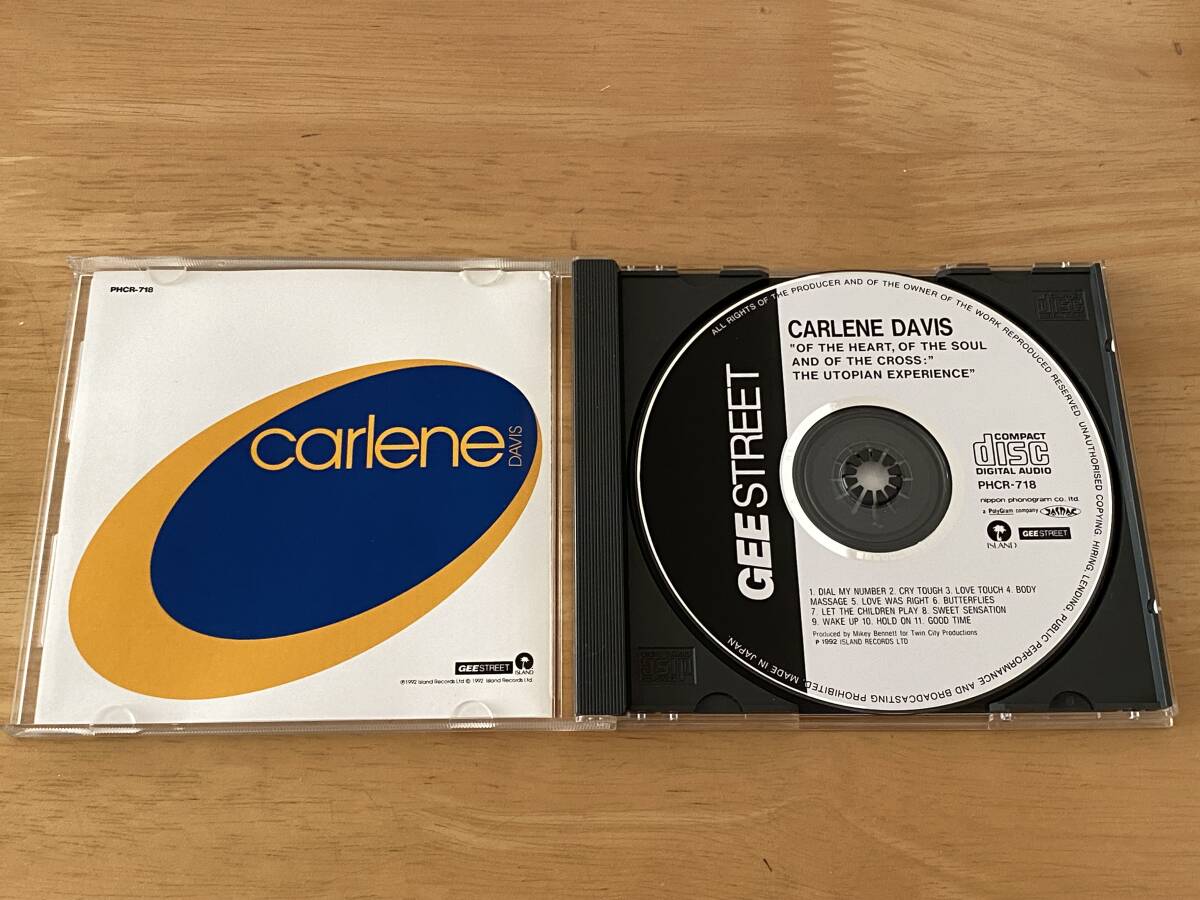 PHCR-718
carlene
DAVIS
GEESTREET
ISLAND
℗1992 Island Records Ltd © 1992 Island Records Ltd.
ALL RIGHTS OF THE PRODUCER AND OF THE OWNER OF THE WORK REPRODUCED RESERVED. UNAUTHORISED COPYING, HIRING, LENDING, PUBLIC PERFORMANCE AND BROADCASTING PROHIBITED. MADE IN JAPAN.
GEESTREET
CARLENE DAVIS
"OF THE HEART, OF THE SOUL
AND OF THE CROSS:"
THE UTOPIAN EXPERIENCE"
COMPACT
disc
DIGITAL AUDIO
PHCR-718
nippon phonogram co. ltd.
a PolyGram company
JASRAC
ISLAND
GEESTREET
1. DIAL MY NUMBER 2. CRY TOUGH 3. LOVE TOUCH 4. BODY
MASSAGE 5. LOVE WAS RIGHT 6. BUTTERFLIES
7. LET THE CHILDREN PLAY 8. SWEET SENSATION
9. WAKE UP 10. HOLD ON 11. GOOD TIME
Produced by Mikey Bennett for Twin City Productions
P 1992 ISLAND RECORDS LTD